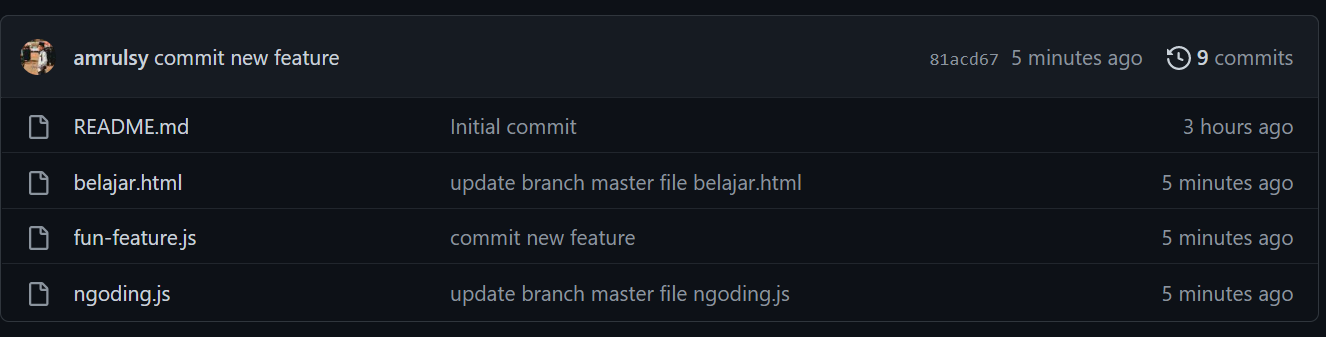 amrulsy commit new feature 81acd67 5 minutes ago 9 commits
README.md Initial commit 3 hours ago
belajar.html update branch master file belajar.html 5 minutes ago
fun-feature.js commit new feature 5 minutes ago
ngoding.js update branch master file ngoding.js 5 minutes ago